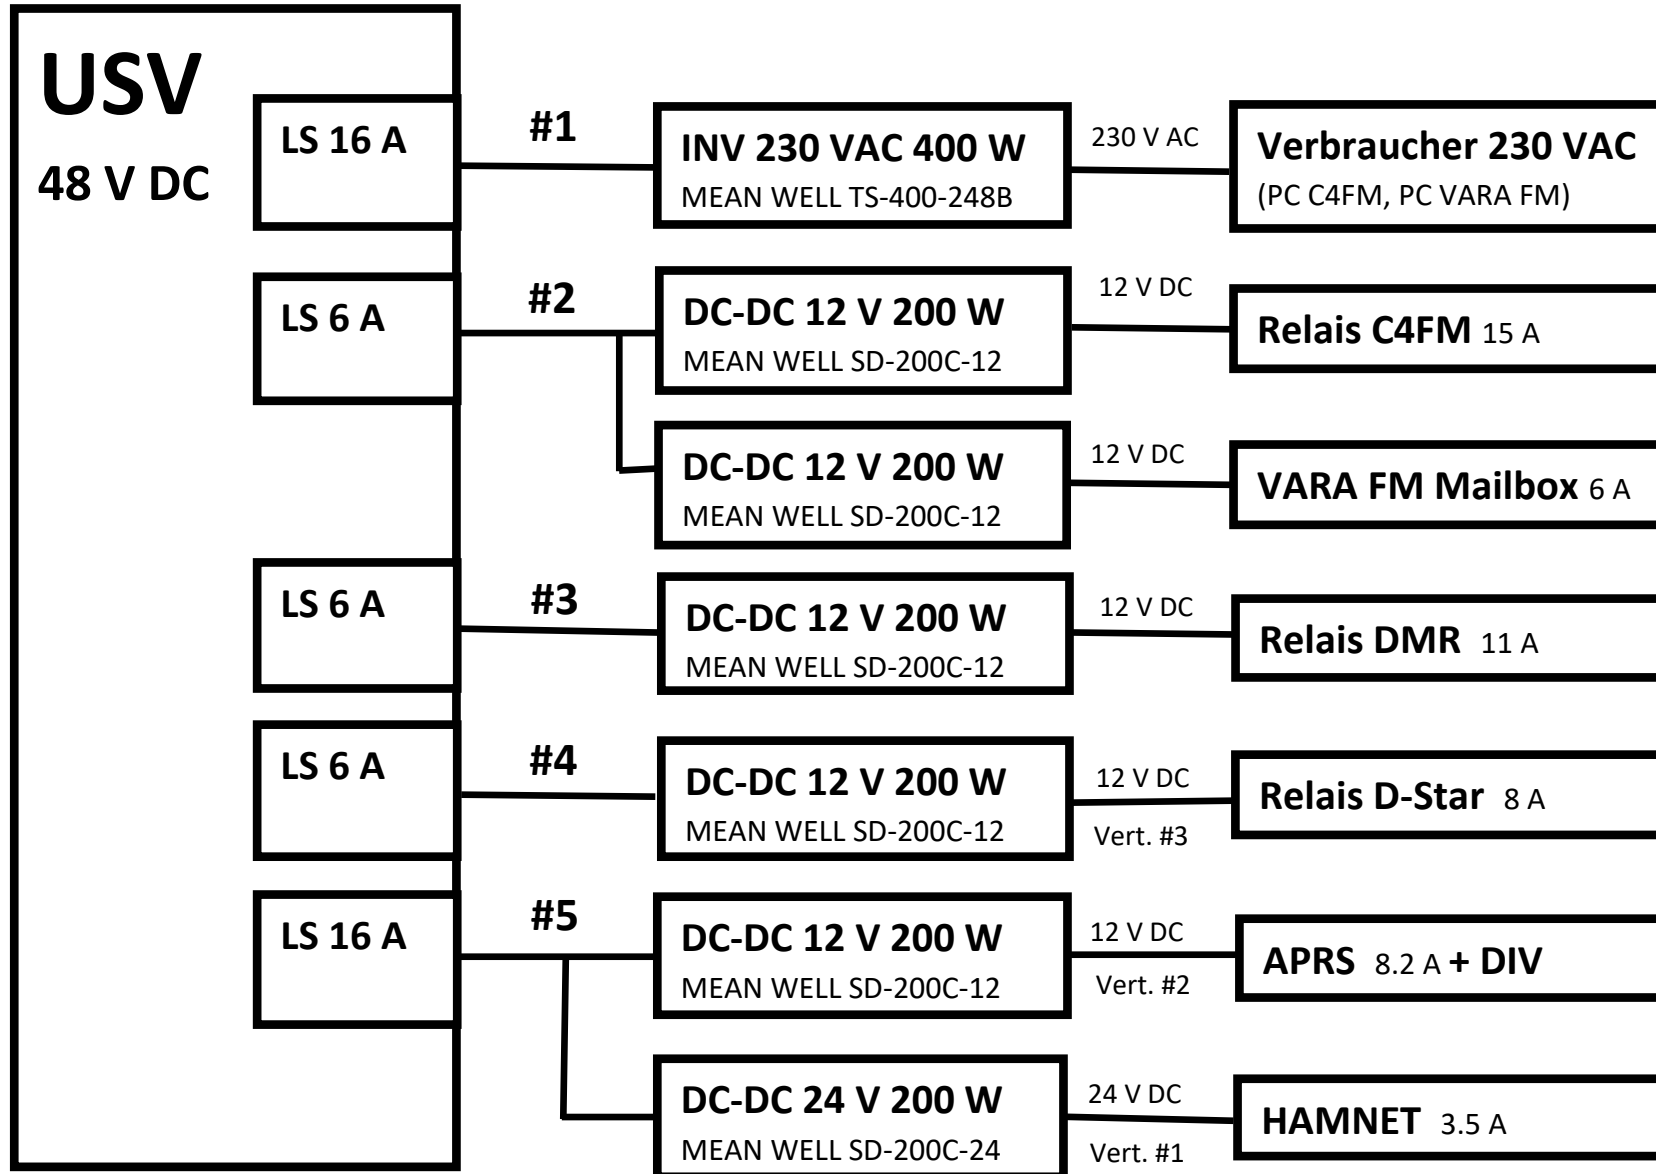 USV
48 V DC
LS 16 A
#1
INV 230 VAC 400 W
MEAN WELL TS-400-248B
230 V AC
Verbraucher 230 VAC
(PC C4FM, PC VARA FM)
LS 6 A
#2
DC-DC 12 V 200 W
MEAN WELL SD-200C-12
12 V DC
Relais C4FM 15 A
DC-DC 12 V 200 W
MEAN WELL SD-200C-12
12 V DC
VARA FM Mailbox 6 A
LS 6 A
#3
DC-DC 12 V 200 W
MEAN WELL SD-200C-12
12 V DC
Relais DMR 11 A
LS 6 A
#4
DC-DC 12 V 200 W
MEAN WELL SD-200C-12
12 V DC
Vert. #3
Relais D-Star 8 A
LS 16 A
#5
DC-DC 12 V 200 W
MEAN WELL SD-200C-12
12 V DC
Vert. #2
APRS 8.2 A + DIV
DC-DC 24 V 200 W
MEAN WELL SD-200C-24
24 V DC
Vert. #1
HAMNET 3.5 A